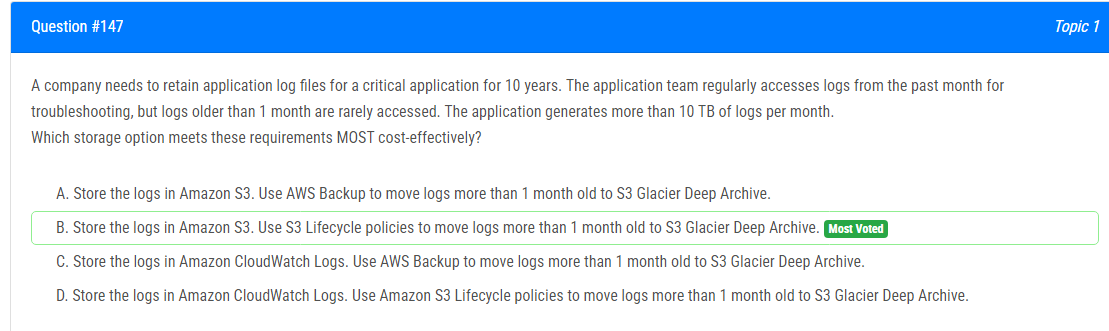 Question #147
Topic 1
A company needs to retain application log files for a critical application for 10 years. The application team regularly accesses logs from the past month for
troubleshooting, but logs older than 1 month are rarely accessed. The application generates more than 10 TB of logs per month.
Which storage option meets these requirements MOST cost-effectively?
A. Store the logs in Amazon S3. Use AWS Backup to move logs more than 1 month old to S3 Glacier Deep Archive.
B. Store the logs in Amazon S3. Use S3 Lifecycle policies to move logs more than 1 month old to S3 Glacier Deep Archive. Most Voted
C. Store the logs in Amazon CloudWatch Logs. Use AWS Backup to move logs more than 1 month old to S3 Glacier Deep Archive.
D. Store the logs in Amazon CloudWatch Logs. Use Amazon S3 Lifecycle policies to move logs more than 1 month old to S3 Glacier Deep Archive.